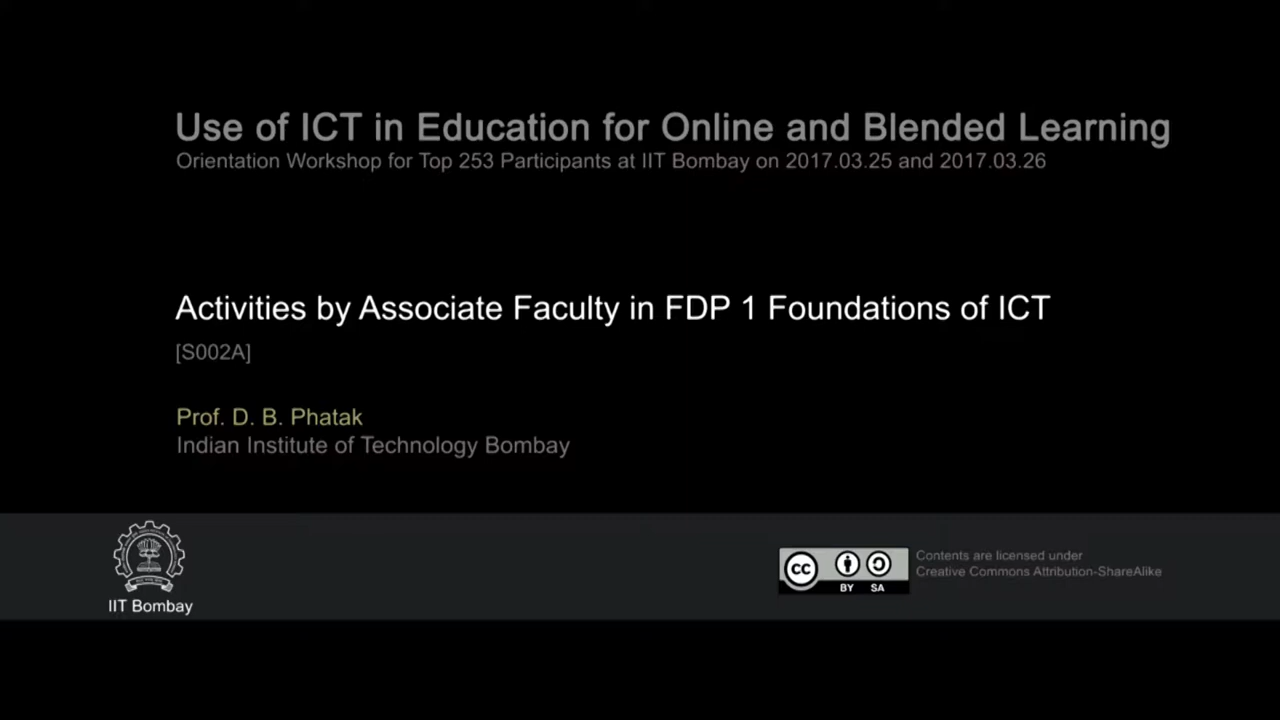 Use of ICT in Education for Online and Blended Learning
Orientation Workshop for Top 253 Participants at IIT Bombay on 2017.03.25 and 2017.03.26
Activities by Associate Faculty in FDP 1 Foundations of ICT
[S002A]
Prof. D. B. Phatak
Indian Institute of Technology Bombay
IIT Bombay
cc
BY SA
Contents are licensed under
Creative Commons Attribution-ShareAlike